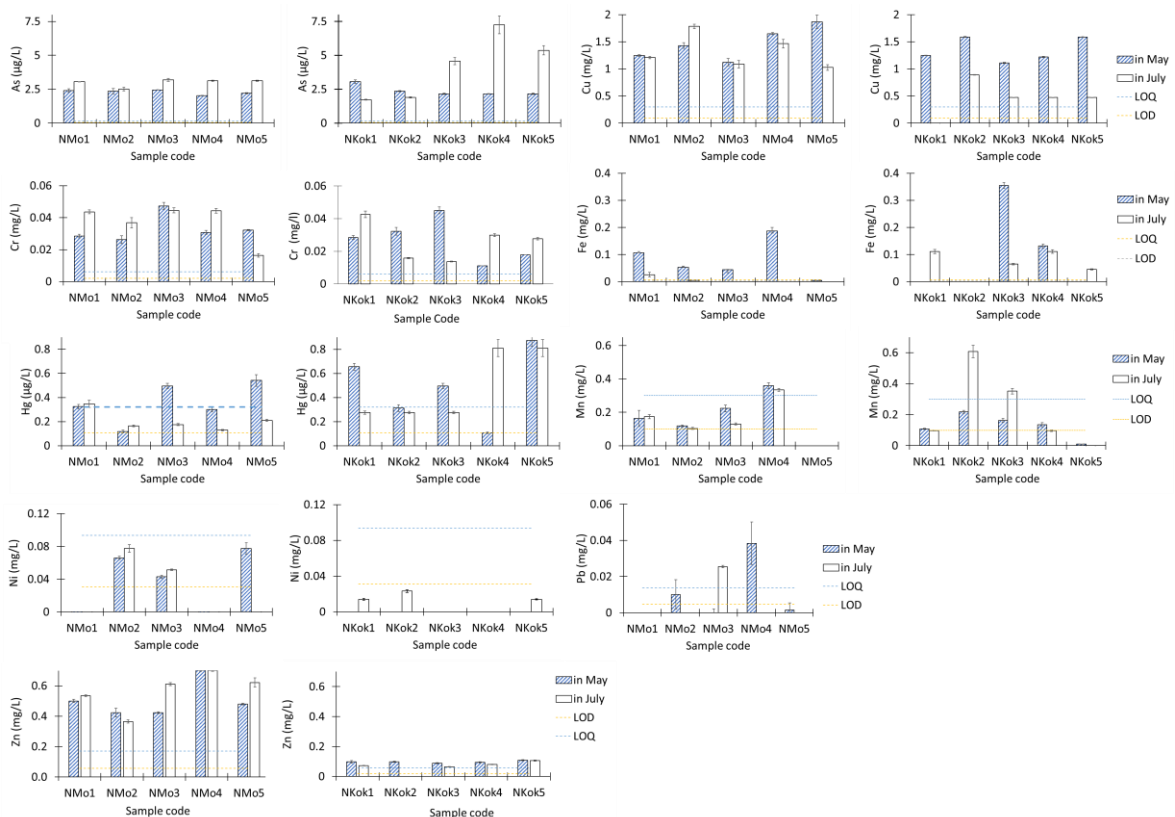 As (µg/L)
7.5
5
2.5
0
NMo1 NMo2 NMo3 NMo4 NMo5
Sample code
As (µg/L)
7.5
5
2.5
0
NKok1 NKok2 NKok3 NKok4 NKok5
Sample code
Cu (mg/L)
2
1.5
1
0.5
0
NMo1 NMo2 NMo3 NMo4 NMo5
Sample code
Cu (mg/L)
2
1.5
1
0.5
0
NKok1 NKok2 NKok3 NKok4 NKok5
Sample code
in May
in July
LOQ
LOD
Cr (mg/L)
0.06
0.04
0.02
0
NMo1 NMo2 NMo3 NMo4 NMo5
Sample code
Cr (mg/l)
0.06
0.04
0.02
0
NKok1 NKok2 NKok3 NKok4 NKok5
Sample Code
Fe (mg/L)
0.4
0.3
0.2
0.1
0
NMo1 NMo2 NMo3 NMo4 NMo5
Sample code
Fe (mg/L)
0.4
0.3
0.2
0.1
0
NKok1 NKok2 NKok3 NKok4 NKok5
Sample code
in May
in July
LOQ
LOD
Hg (µg/L)
0.8
0.6
0.4
0.2
0
NMo1 NMo2 NMo3 NMo4 NMo5
Sample code
Hg (µg/L)
0.8
0.6
0.4
0.2
0
NKok1 NKok2 NKok3 NKok4 NKok5
Sample code
Mn (mg/L)
0.6
0.4
0.2
0
NMo1 NMo2 NMo3 NMo4 NMo5
Sample code
Mn (mg/L)
0.6
0.4
0.2
0
NKok1 NKok2 NKok3 NKok4 NKok5
Sample code
in May
in July
LOQ
LOD
Ni (mg/L)
0.12
0.08
0.04
0
NMo1 NMo2 NMo3 NMo4 NMo5
Sample code
Ni (mg/L)
0.12
0.08
0.04
0
NKok1 NKok2 NKok3 NKok4 NKok5
Sample code
Pb (mg/L)
0.06
0.04
0.02
0
NMo1 NMo2 NMo3 NMo4 NMo5
Sample code
in May
in July
LOQ
LOD
Zn (mg/L)
0.6
0.4
0.2
0.0
NMo1 NMo2 NMo3 NMo4 NMo5
Sample code
Zn (mg/L)
0.6
0.4
0.2
0
NKok1 NKok2 NKok3 NKok4 NKok5
Sample code
in May
in July
LOD
LOQ